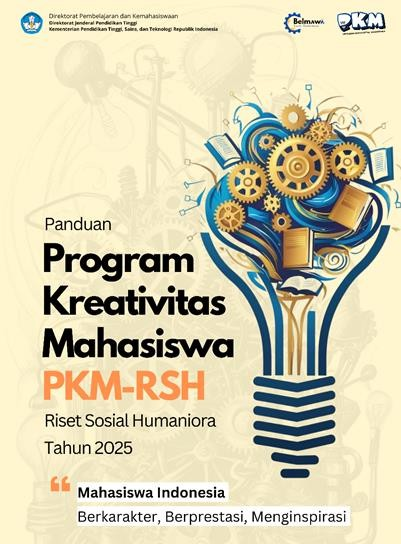 Direktorat Pembelajaran dan Kemahasiswaan
Direktorat Jenderal Pendidikan Tinggi
Kementerian Pendidikan Tinggi, Sains, dan Teknologi Republik Indonesia
Belmawa
PKM
Panduan
Program
Kreativitas
Mahasiswa
PKM-RSH
Riset Sosial Humaniora
Tahun 2025
“
Mahasiswa Indonesia
Berkarakter, Berprestasi, Menginspirasi